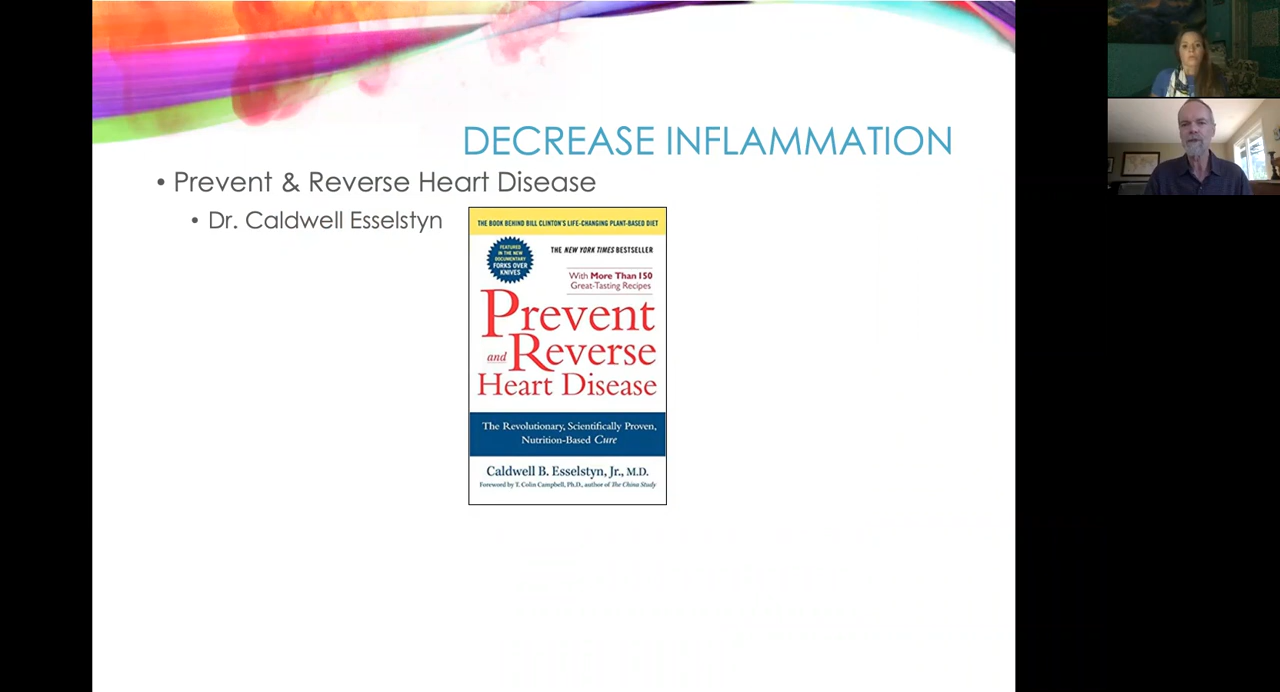 DECREASE INFLAMMATION
• Prevent & Reverse Heart Disease
• Dr. Caldwell Esselstyn
THE BOOK BEHIND BILL CLINTON'S LIFE-CHANGING PLANT-BASED DIET
FEATURED
IN THE NEW
DOCUMENTARY
FORKS OVER
KNIVES
THE NEW YORK TIMES BESTSELLER
With More Than 150
Great-Tasting Recipes
Prevent
and Reverse
Heart Disease
The Revolutionary, Scientifically Proven,
Nutrition-Based Cure
Caldwell B. Esselstyn, Jr., M.D.
Foreword by T. Colin Campbell, Ph.D., author of The China Study